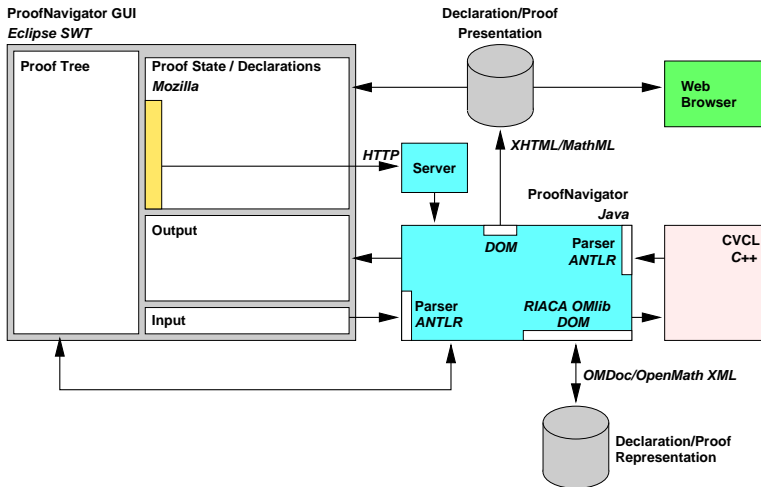 ProofNavigator GUI
Eclipse SWT
Declaration/Proof
Presentation
Proof Tree
Proof State / Declarations
Mozilla
Web
Browser
HTTP
XHTML/MathML
Server
ProofNavigator
Java
Output
DOM
Parser
ANTLR
CVCL
C++
Input
Parser
ANTLR
RIACA OMlib
DOM
OMDoc/OpenMath XML
Declaration/Proof
Representation